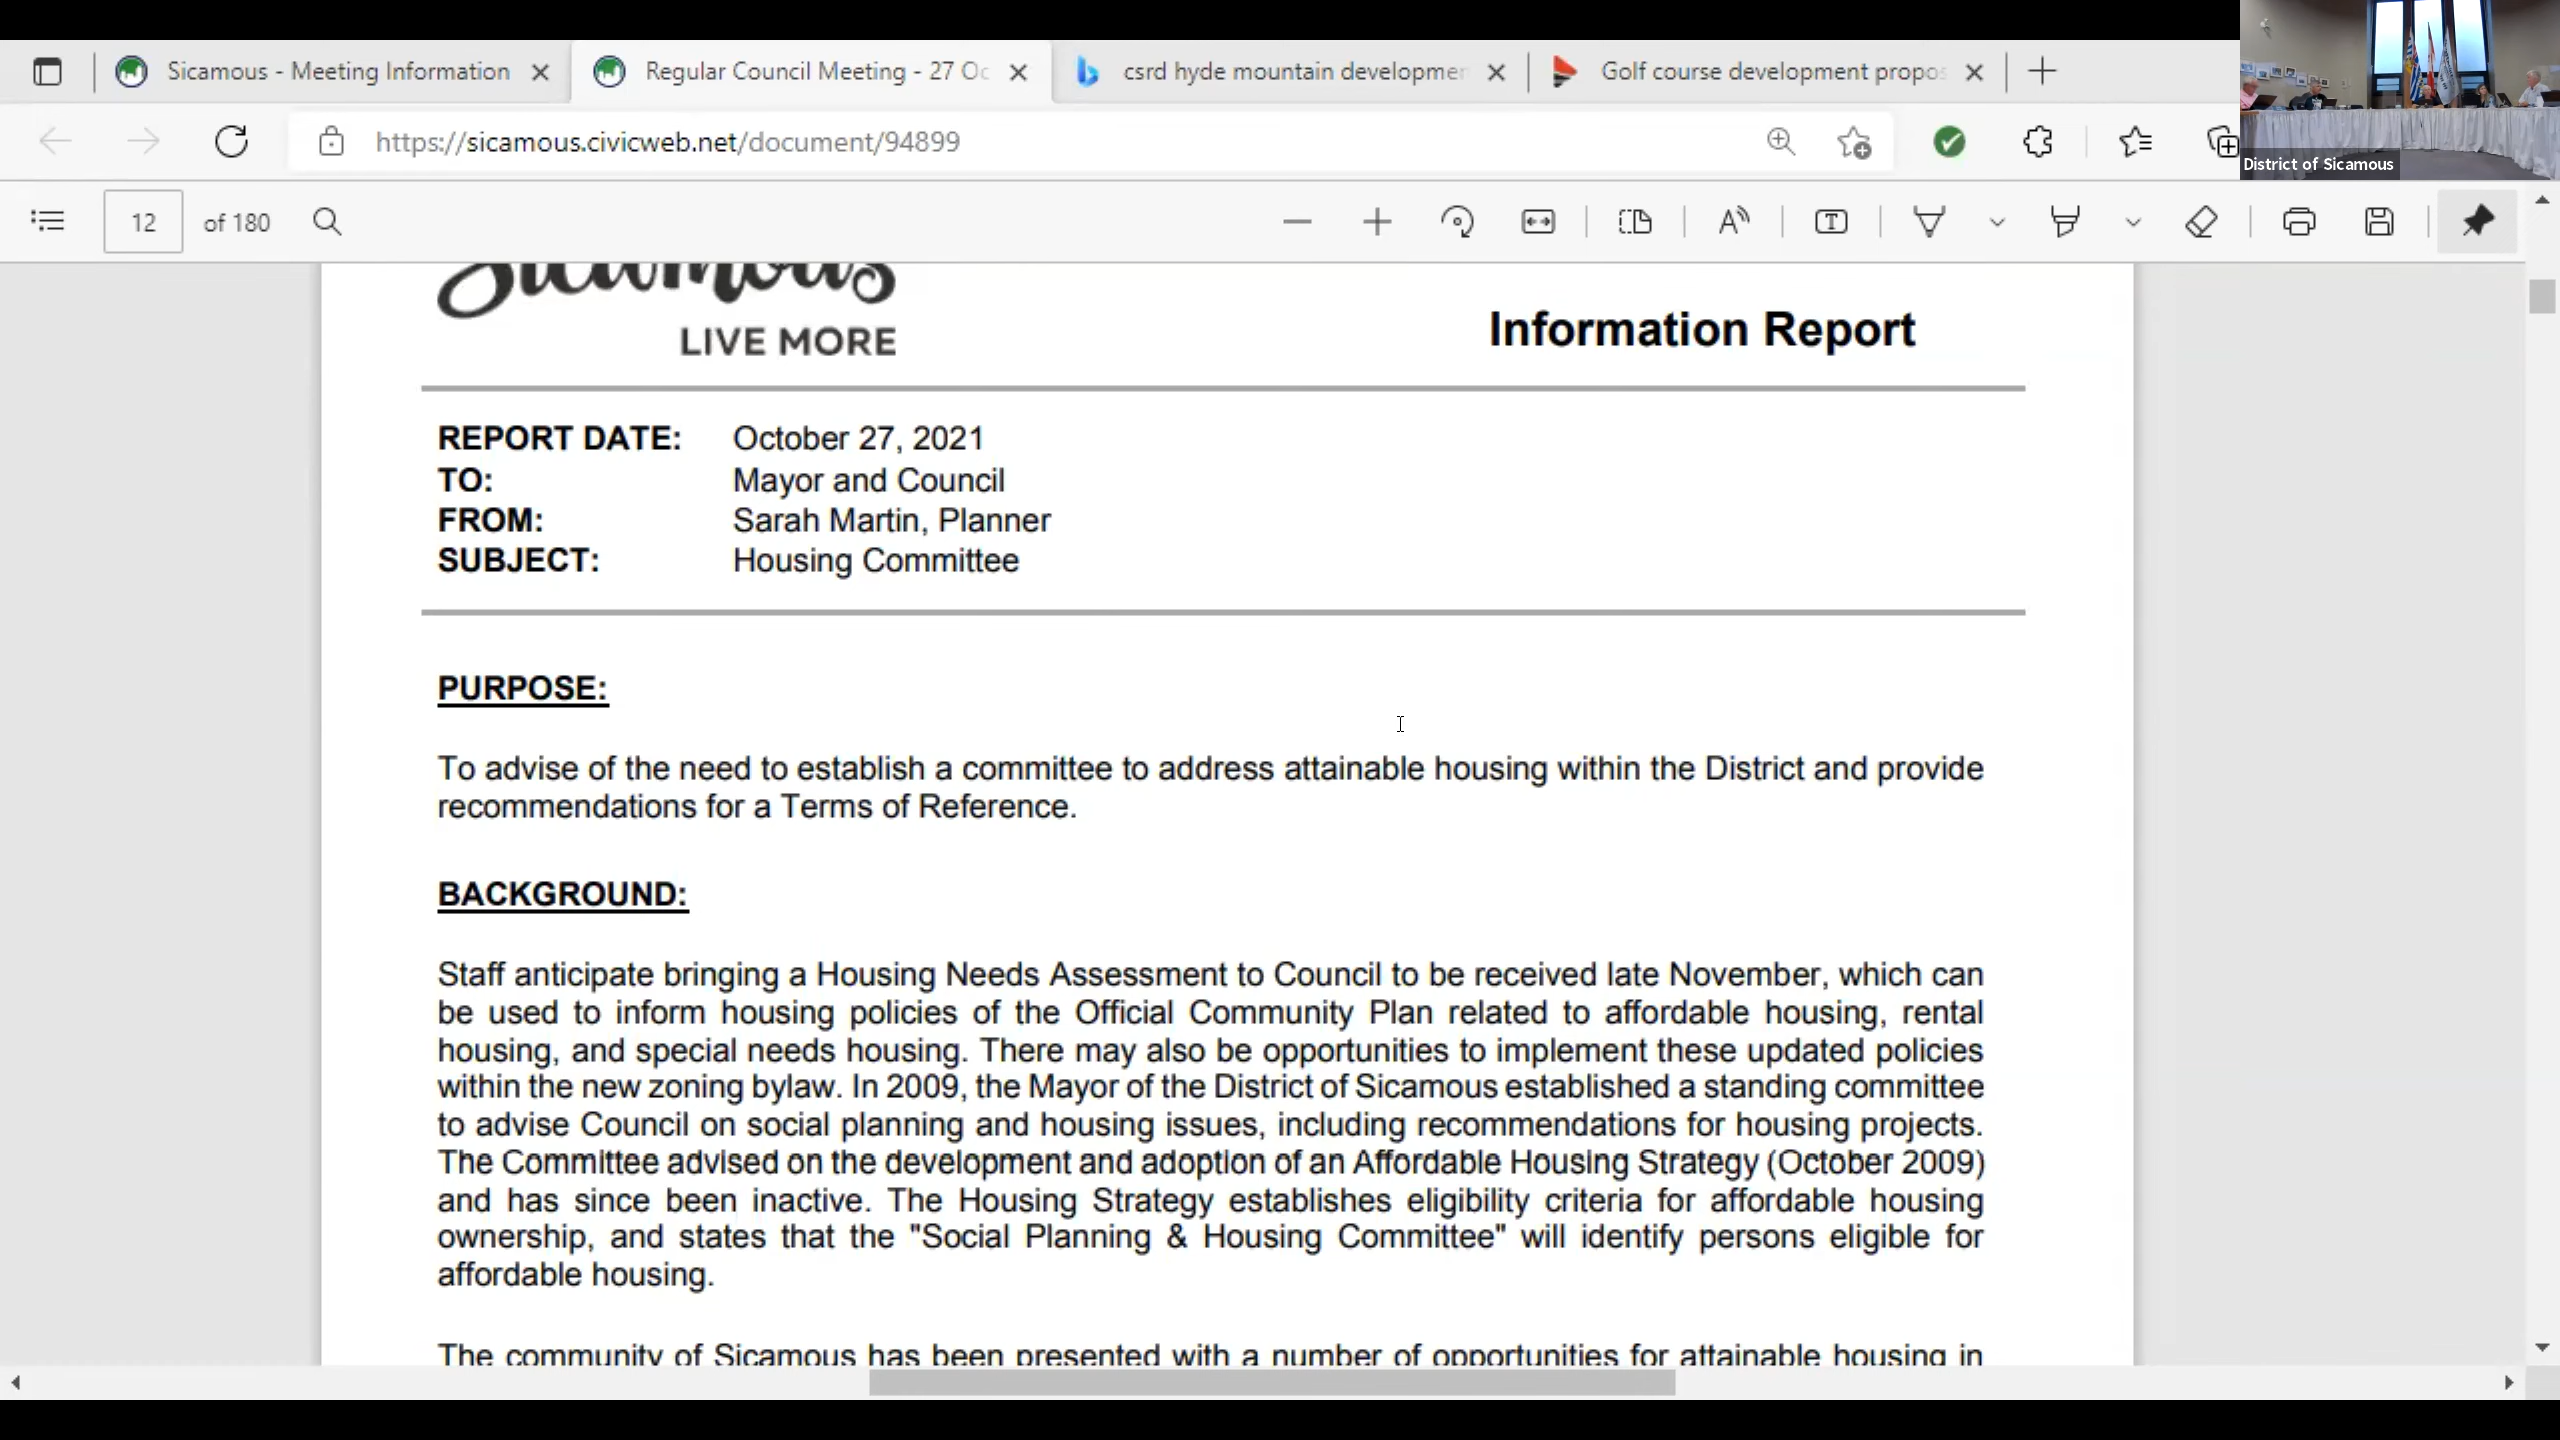 Sicamous - Meeting Information
Regular Council Meeting - 27 Oc
csrd hyde mountain developmen
Golf course development propos
https://sicamous.civicweb.net/document/94899
District of Sicamous
12 of 180
Sicamous
LIVE MORE
Information Report
REPORT DATE: October 27, 2021
TO: Mayor and Council
FROM: Sarah Martin, Planner
SUBJECT: Housing Committee
PURPOSE:
To advise of the need to establish a committee to address attainable housing within the District and provide
recommendations for a Terms of Reference.
BACKGROUND:
Staff anticipate bringing a Housing Needs Assessment to Council to be received late November, which can
be used to inform housing policies of the Official Community Plan related to affordable housing, rental
housing, and special needs housing. There may also be opportunities to implement these updated policies
within the new zoning bylaw. In 2009, the Mayor of the District of Sicamous established a standing committee
to advise Council on social planning and housing issues, including recommendations for housing projects.
The Committee advised on the development and adoption of an Affordable Housing Strategy (October 2009)
and has since been inactive. The Housing Strategy establishes eligibility criteria for affordable housing
ownership, and states that the "Social Planning & Housing Committee" will identify persons eligible for
affordable housing.
The community of Sicamous has been presented with a number of opportunities for attainable housing in